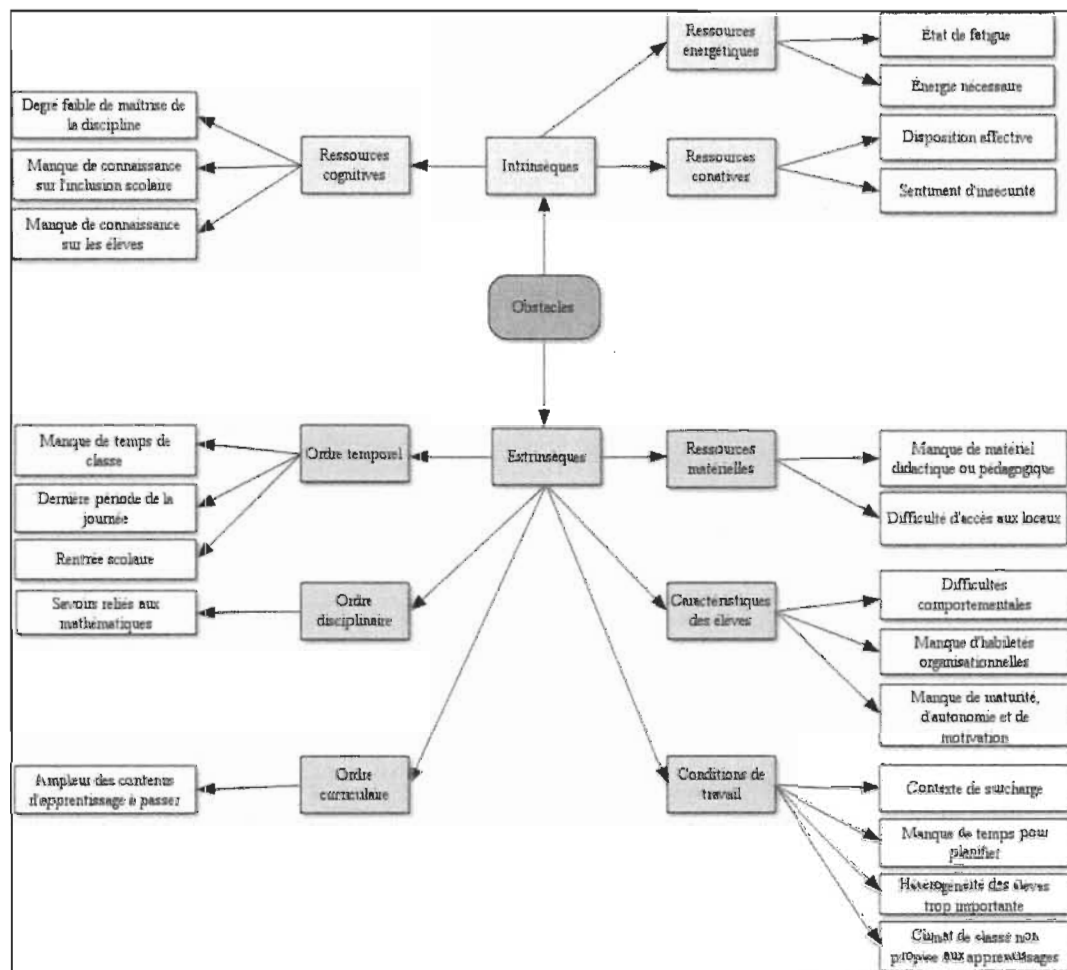 Ressources
énergétiques
État de fatigue
Énergie nécessaire
Degré faible de maîtrise de
la discipline
Manque de connaissance
sur l'inclusion scolaire
Manque de connaissance
sur les élèves
Ressources
cognitives
Intrinsèques
Ressources
conatives
Disposition affective
Sentiment d'insécurité
Obstacles
Manque de temps de
classe
Dernière période de la
journée
Rentrée scolaire
Ordre temporel
Extrinsèques
Ressources
matérielles
Manque de matériel
didactique ou pédagogique
Difficulté d'accès aux locaux
Savoirs reliés aux
mathématiques
Ordre
disciplinaire
Caractéristiques
des élèves
Difficultés
comportementales
Manque d'habiletés
organisationnelles
Manque de maturité,
d'autonomie et de
motivation
Ampleur des contenus
d'apprentissage à passer
Ordre
curriculaire
Conditions de
travail
Contexte de surcharge
Manque de temps pour
planifier
Hétérogénéité des élèves
trop importante
Climat de classe non
propice aux apprentissages